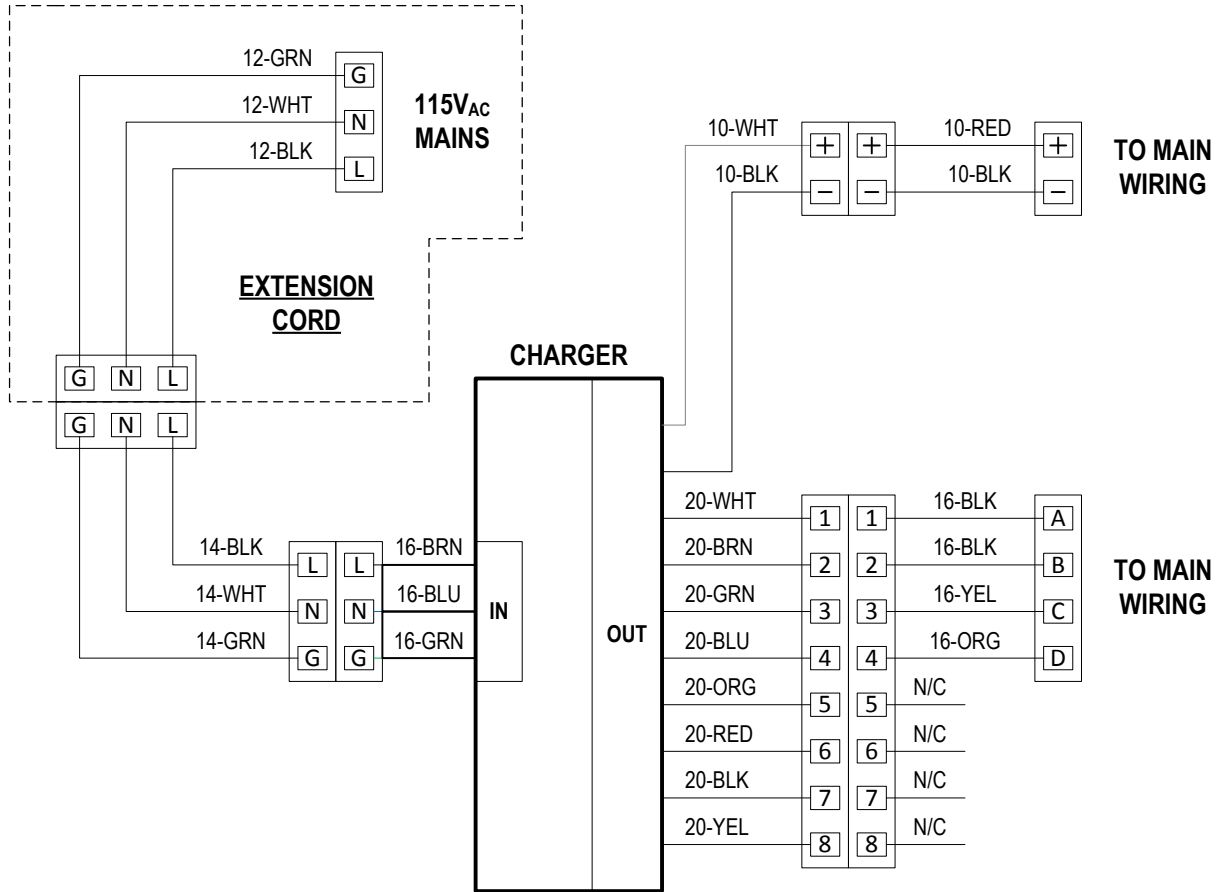 12-GRN
G
12-WHT
N
12-BLK
L
115VAC
MAINS
EXTENSION
CORD
G N L
G N L
14-BLK L L 16-BRN
14-WHT N N 16-BLU
14-GRN G G 16-GRN
CHARGER
IN
OUT
10-WHT + + 10-RED +
10-BLK − − 10-BLK −
TO MAIN
WIRING
20-WHT 1 1 16-BLK A
20-BRN 2 2 16-BLK B
20-GRN 3 3 16-YEL C
20-BLU 4 4 16-ORG D
20-ORG 5 5 N/C
20-RED 6 6 N/C
20-BLK 7 7 N/C
20-YEL 8 8 N/C
TO MAIN
WIRING